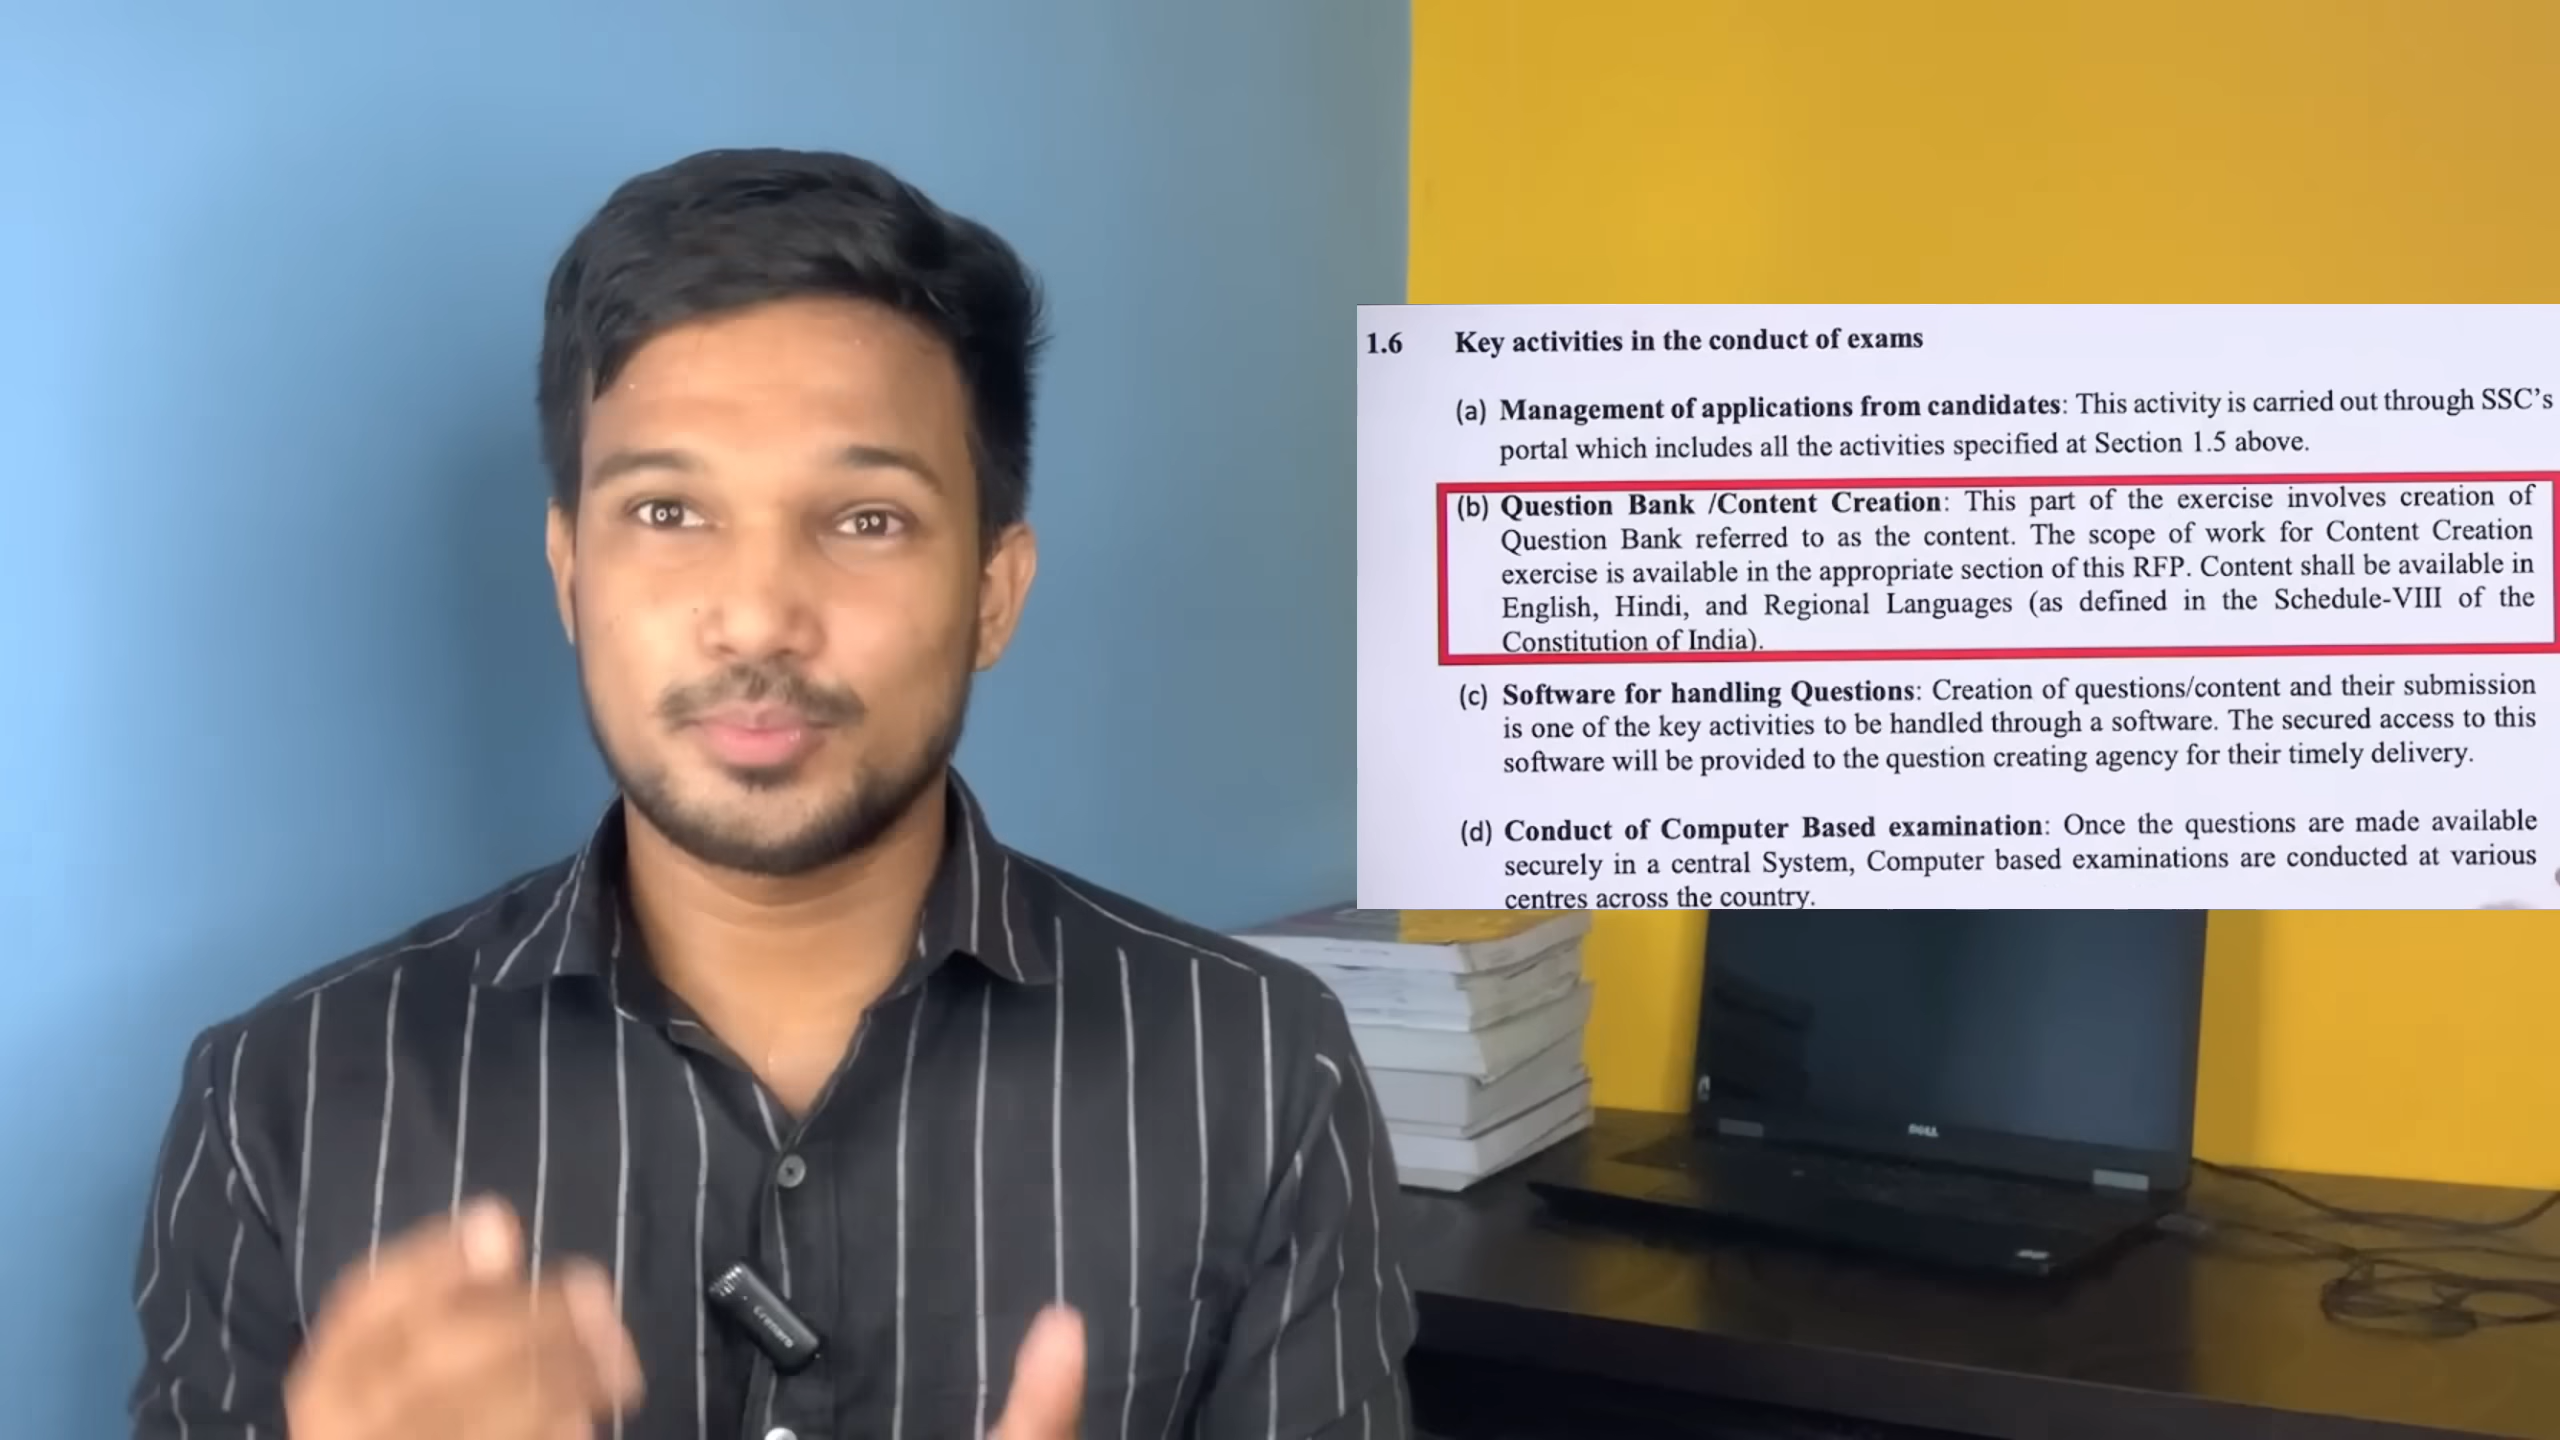 1.6 Key activities in the conduct of exams
(a) Management of applications from candidates: This activity is carried out through SSC's
portal which includes all the activities specified at Section 1.5 above.
(b) Question Bank /Content Creation: This part of the exercise involves creation of
Question Bank referred to as the content. The scope of work for Content Creation
exercise is available in the appropriate section of this RFP. Content shall be available in
English, Hindi, and Regional Languages (as defined in the Schedule-VIII of the
Constitution of India).
(c) Software for handling Questions: Creation of questions/content and their submission
is one of the key activities to be handled through a software. The secured access to this
software will be provided to the question creating agency for their timely delivery.
(d) Conduct of Computer Based examination: Once the questions are made available
securely in a central System, Computer based examinations are conducted at various
centres across the country.
DELL